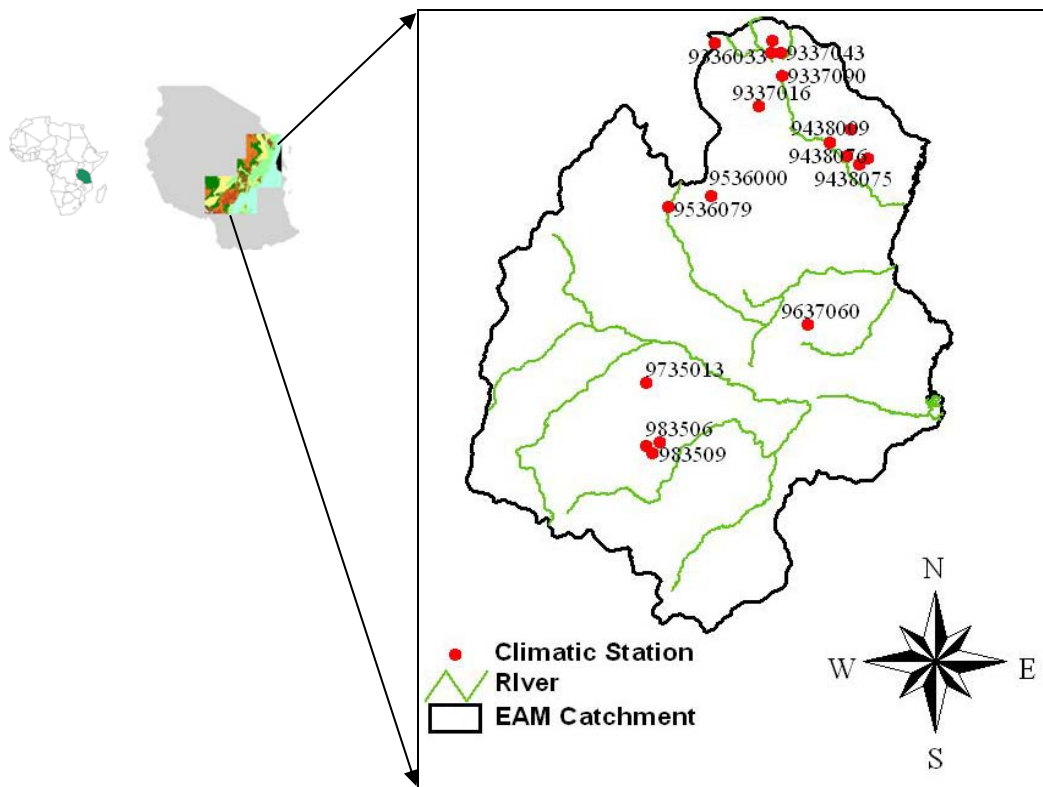 9336033
9337043
9337090
9337016
9438009
9438076
9438075
9536000
9536079
9637060
9735013
983506
983509
N
W
E
S
Climatic Station
RIver
EAM Catchment